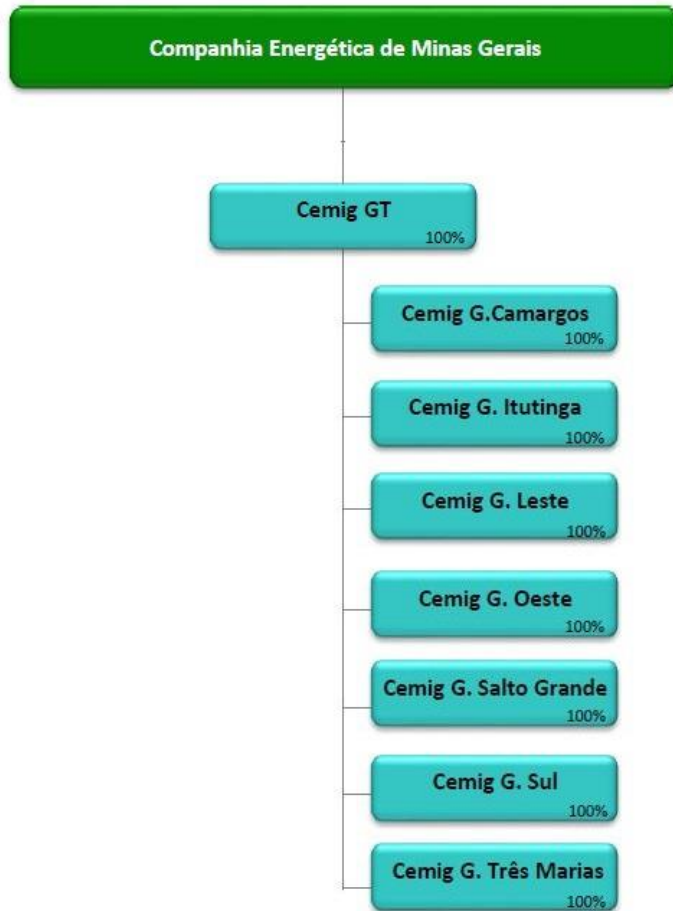 Companhia Energética de Minas Gerais
Cemig GT
100%
Cemig G.Camargos
100%
Cemig G. Itutinga
100%
Cemig G. Leste
100%
Cemig G. Oeste
100%
Cemig G. Salto Grande
100%
Cemig G. Sul
100%
Cemig G. Três Marias
100%